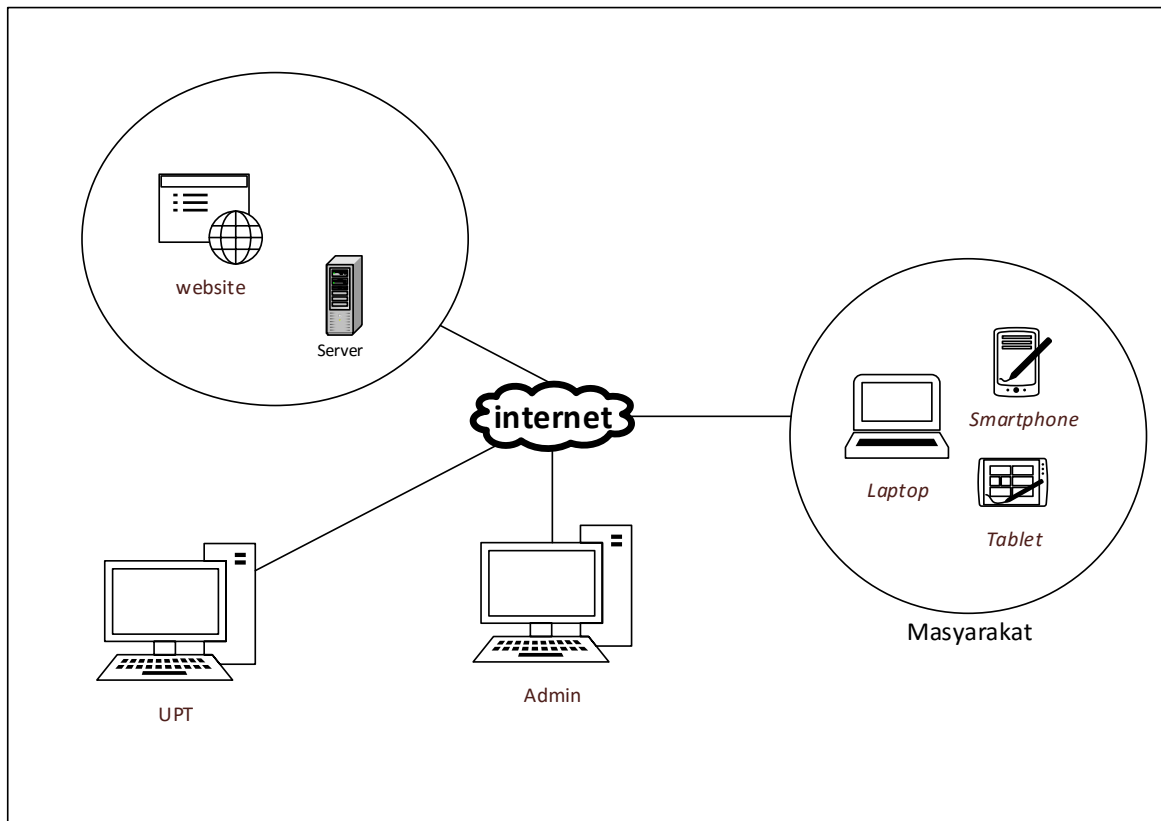 website
Server
internet
Smartphone
Laptop
Tablet
Masyarakat
UPT
Admin